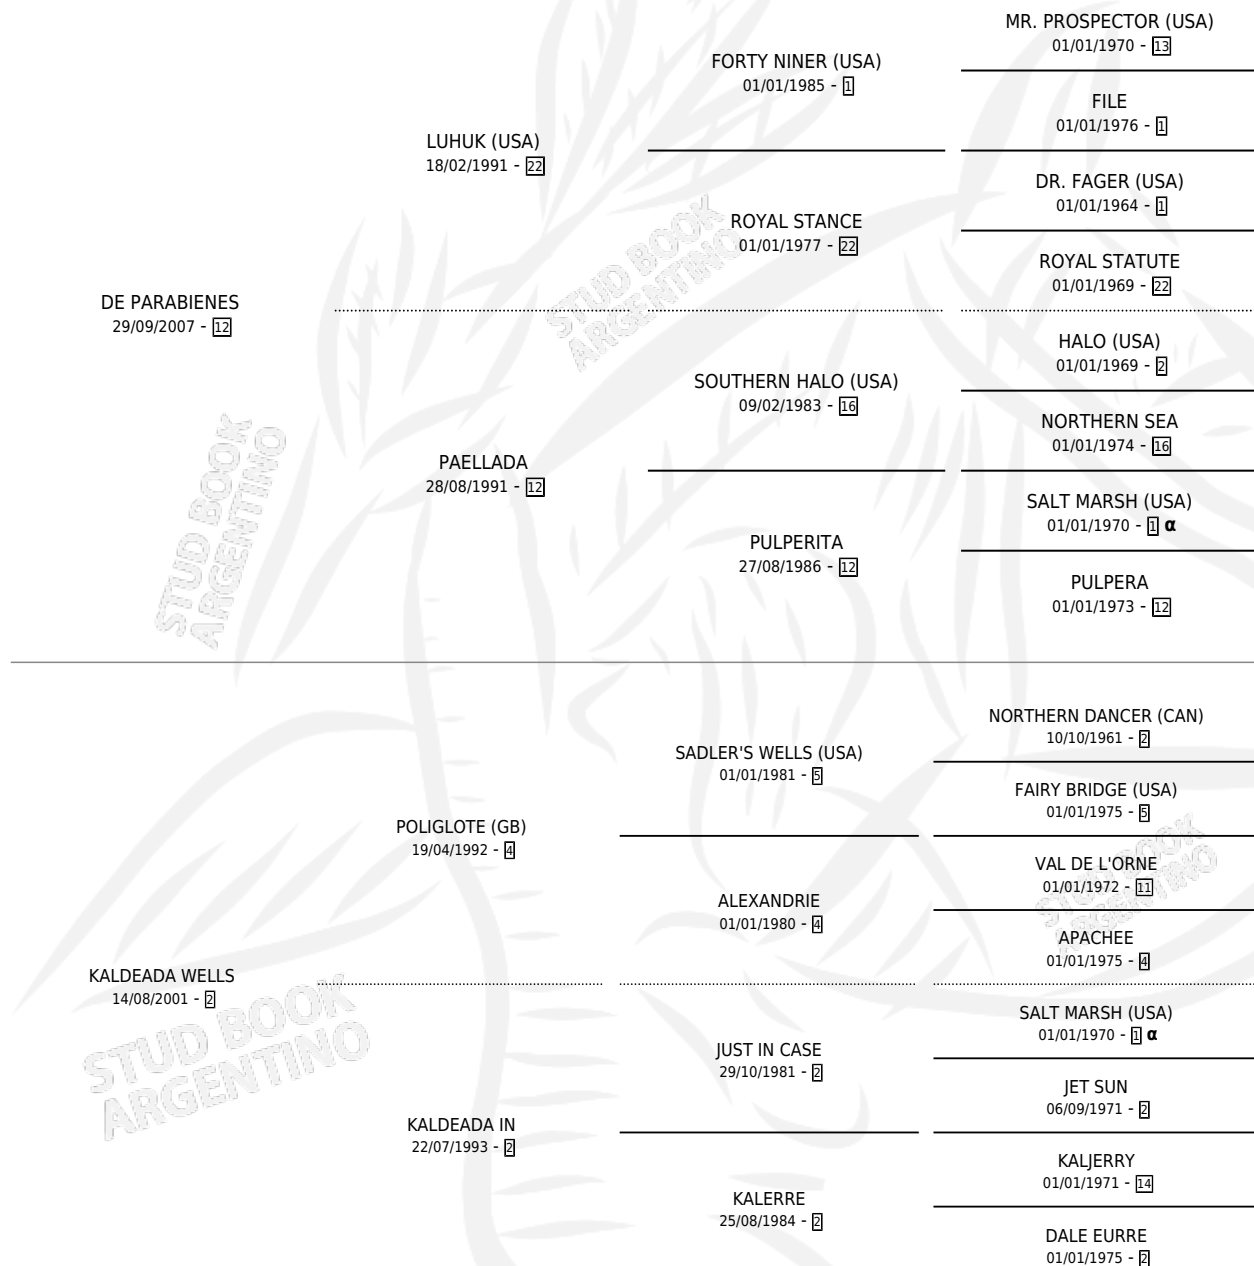 MR. PROSPECTOR (USA)
01/01/1970 - 13
FORTY NINER (USA)
01/01/1985 - 1
FILE
01/01/1976 - 1
LUHUK (USA)
18/02/1991 - 22
DR. FAGER (USA)
01/01/1964 - 1
ROYAL STANCE
01/01/1977 - 22
ROYAL STATUTE
01/01/1969 - 22
DE PARABIENES
29/09/2007 - 12
HALO (USA)
01/01/1969 - 2
SOUTHERN HALO (USA)
09/02/1983 - 16
NORTHERN SEA
01/01/1974 - 16
PAELLADA
28/08/1991 - 12
SALT MARSH (USA)
01/01/1970 - 1 α
PULPERITA
27/08/1986 - 12
PULPERA
01/01/1973 - 12
NORTHERN DANCER (CAN)
10/10/1961 - 2
SADLER'S WELLS (USA)
01/01/1981 - 5
FAIRY BRIDGE (USA)
01/01/1975 - 5
POLIGLOTE (GB)
19/04/1992 - 4
VAL DE L'ORNE
01/01/1972 - 11
ALEXANDRIE
01/01/1980 - 4
APACHEE
01/01/1975 - 4
KALDEADA WELLS
14/08/2001 - 2
SALT MARSH (USA)
01/01/1970 - 1 α
JUST IN CASE
29/10/1981 - 2
JET SUN
06/09/1971 - 2
KALDEADA IN
22/07/1993 - 2
KALJERRY
01/01/1971 - 14
KALERRE
25/08/1984 - 2
DALE EURRE
01/01/1975 - 2
STUD BOOK
ARGENTINO
STUD BOOK
ARGENTINO
STUD BOOK
ARGENTINO
STUD BOOK
ARGENTINO